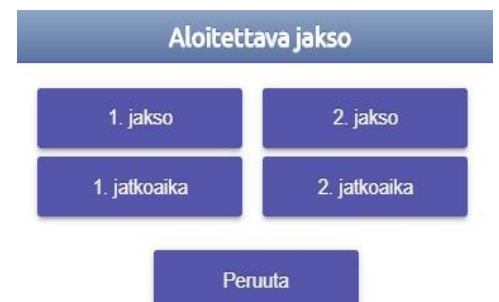 Aloitettava jakso
1. jakso 2. jakso
1. jatkoaika 2. jatkoaika
Peruuta